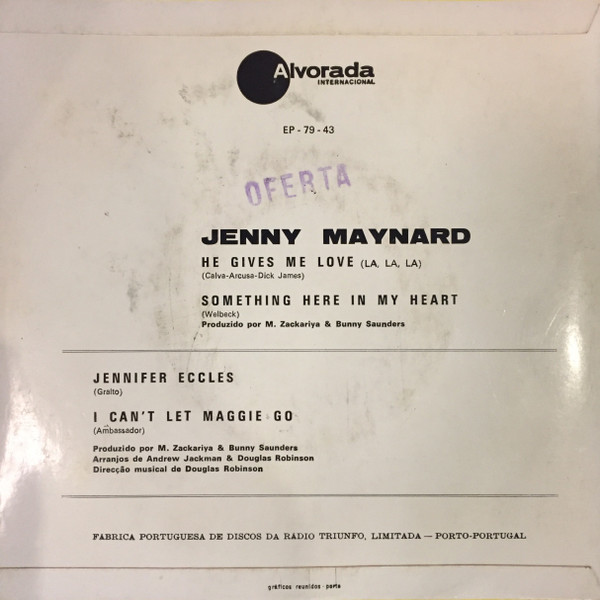 Alvorada
INTERNACIONAL
EP - 79 - 43
OFERTA
JENNY MAYNARD
HE GIVES ME LOVE (LA, LA, LA)
(Calva-Arcusa-Dick James)
SOMETHING HERE IN MY HEART
(Welbeck)
Produzido por M. Zackariya & Bunny Saunders
JENNIFER ECCLES
(Gralto)
I CAN'T LET MAGGIE GO
(Ambassador)
Produzido por M. Zackariya & Bunny Saunders
Arranjos de Andrew Jackman & Douglas Robinson
Direcção musical de Douglas Robinson
FABRICA PORTUGUESA DE DISCOS DA RADIO TRIUNFO, LIMITADA — PORTO-PORTUGAL
gráficos reunidos - porto